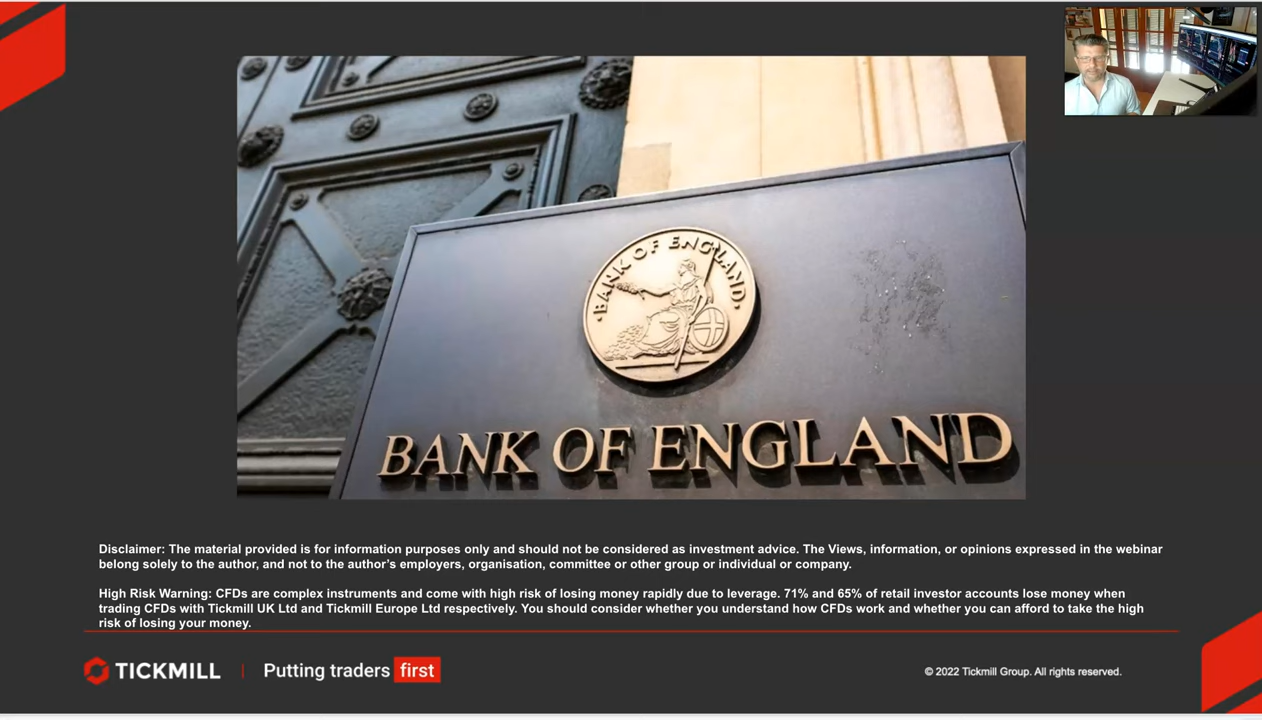 BANK OF ENGLAND
BANK OF ENGLAND
Disclaimer: The material provided is for information purposes only and should not be considered as investment advice. The Views, information, or opinions expressed in the webinar
belong solely to the author, and not to the author's employers, organisation, committee or other group or individual or company.
High Risk Warning: CFDs are complex instruments and come with high risk of losing money rapidly due to leverage. 71% and 65% of retail investor accounts lose money when
trading CFDs with Tickmill UK Ltd and Tickmill Europe Ltd respectively. You should consider whether you understand how CFDs work and whether you can afford to take the high
risk of losing your money.
TICKMILL | Putting traders first
© 2022 Tickmill Group. All rights reserved.